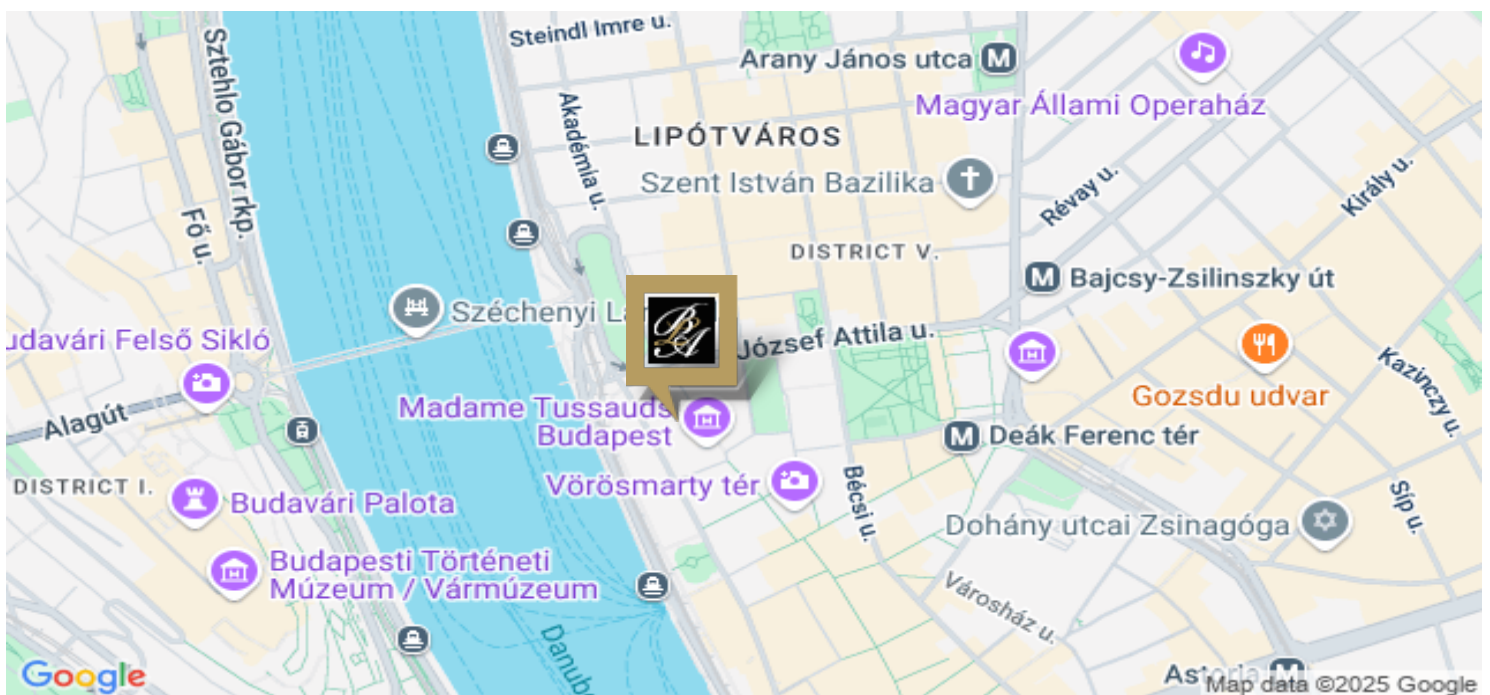 Steindl Imre u.
Sztehlo Gábor rkp.
Arany János utca M
Magyar Állami Operaház
Akadémia u.
LIPÓTVÁROS
Szent István Bazilika
Révay u.
Király u.
Fő u.
DISTRICT V.
M Bajcsy-Zsilinszky út
Széchenyi Lá
József Attila u.
udavári Felső Sikló
Gozsdu udvar
Kazinczy u.
Alagút
Madame Tussauds
Budapest
M Deák Ferenc tér
DISTRICT I.
Budavári Palota
Vörösmarty tér
Bécsi u.
Síp u.
Dohány utcai Zsinagóga
Budapesti Történeti
Múzeum / Vármúzeum
Városház u.
Danube
Google
Astoria M
Map data ©2025 Google